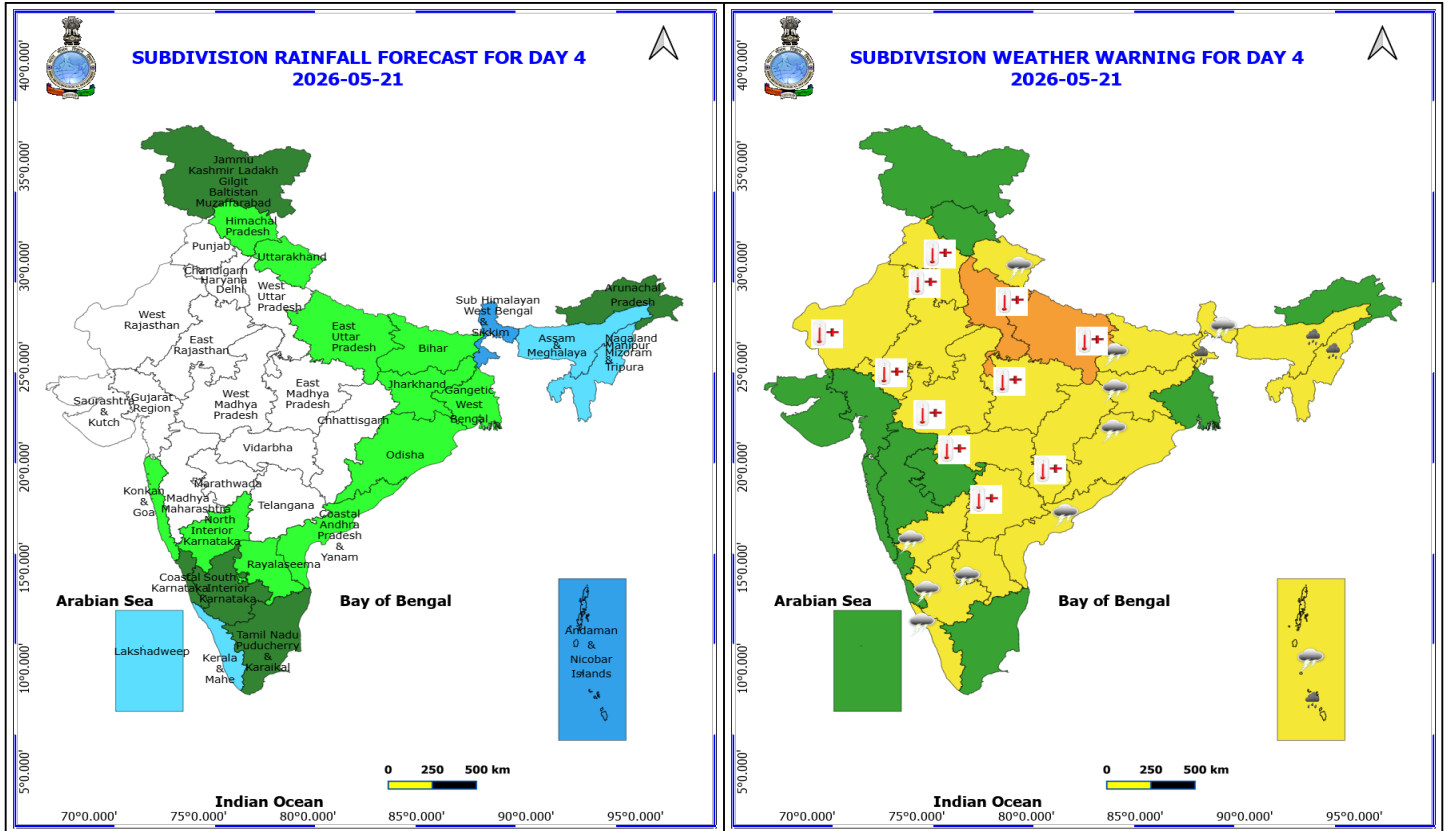 SUBDIVISION RAINFALL FORECAST FOR DAY 4
2026-05-21
40°0.000'
35°0.000'
30°0.000'
25°0.000'
20°0.000'
15°0.000'
10°0.000'
5°0.000'
Jammu
Kashmir Ladakh
Gilgit
Baltistan
Muzaffarabad
Himachal
Pradesh
Punjab
Uttarakhand
Chandigarh
Haryana
Delhi
West
Uttar
Pradesh
West
Rajasthan
East
Rajasthan
East
Uttar
Pradesh
Bihar
Sub Himalayan
West Bengal
&
Sikkim
Arunachal
Pradesh
Assam
&
Meghalaya
Nagaland
Manipur
Mizoram
&
Tripura
Jharkhand
Gangetic
West
Bengal
Saurashtra
&
Kutch
Gujarat
Region
West
Madhya
Pradesh
East
Madhya
Pradesh
Chhattisgarh
Vidarbha
Odisha
Konkan
&
Goa
Madhya
Maharashtra
Marathwada
Telangana
North
Interior
Karnataka
Coastal
Andhra
Pradesh
&
Yanam
Rayalaseema
Coastal
Karnataka
South
Interior
Karnataka
Arabian Sea
Bay of Bengal
Lakshadweep
Kerala
&
Mahe
Tamil Nadu
Puducherry
&
Karaikal
Andaman
&
Nicobar
Islands
0 250 500 km
Indian Ocean
70°0.000' 75°0.000' 80°0.000' 85°0.000' 90°0.000' 95°0.000'
SUBDIVISION WEATHER WARNING FOR DAY 4
2026-05-21
40°0.000'
35°0.000'
30°0.000'
25°0.000'
20°0.000'
15°0.000'
10°0.000'
5°0.000'
Arabian Sea
Bay of Bengal
0 250 500 km
Indian Ocean
70°0.000' 75°0.000' 80°0.000' 85°0.000' 90°0.000' 95°0.000'